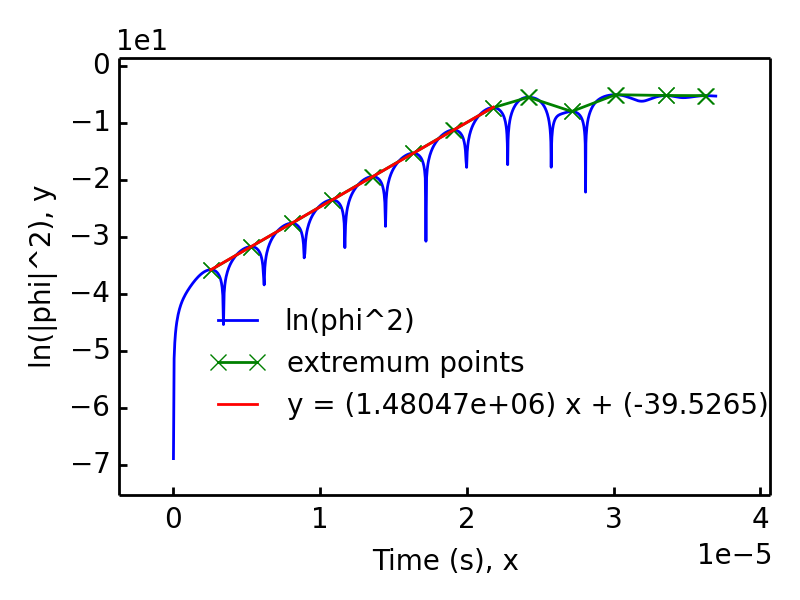 1e1
0
−1
−2
−3
−4
−5
−6
−7
ln(|phi|^2), y
ln(phi^2)
extremum points
y = (1.48047e+06) x + (-39.5265)
0 1 2 3 4
1e−5
Time (s), x